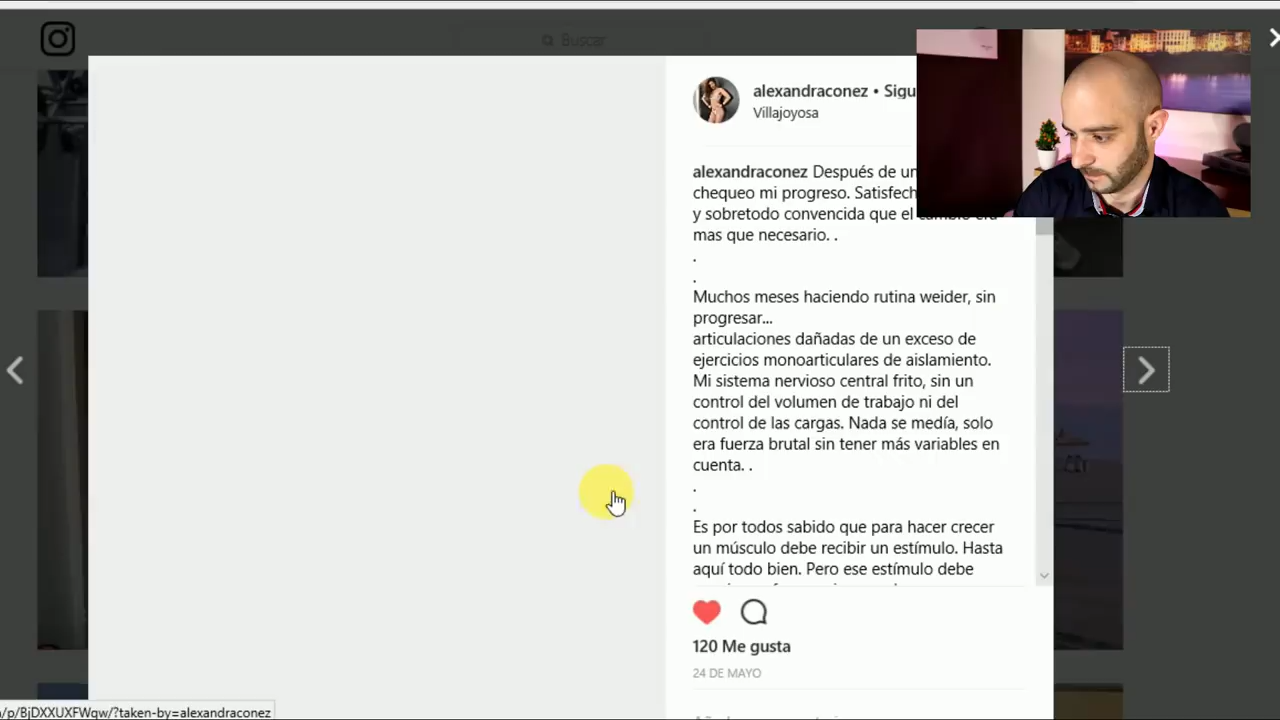 Buscar
alexandraconez • Sigu
Villajoyosa
alexandraconez Después de un
chequeo mi progreso. Satisfech
y sobretodo convencida que el cambio era
mas que necesario. .
.
.
Muchos meses haciendo rutina weider, sin
progresar...
articulaciones dañadas de un exceso de
ejercicios monoarticulares de aislamiento.
Mi sistema nervioso central frito, sin un
control del volumen de trabajo ni del
control de las cargas. Nada se medía, solo
era fuerza brutal sin tener más variables en
cuenta. .
.
.
Es por todos sabido que para hacer crecer
un músculo debe recibir un estímulo. Hasta
aquí todo bien. Pero ese estímulo debe
120 Me gusta
24 DE MAYO
/p/BjDXXUXFWqw/?taken-by=alexandraconez